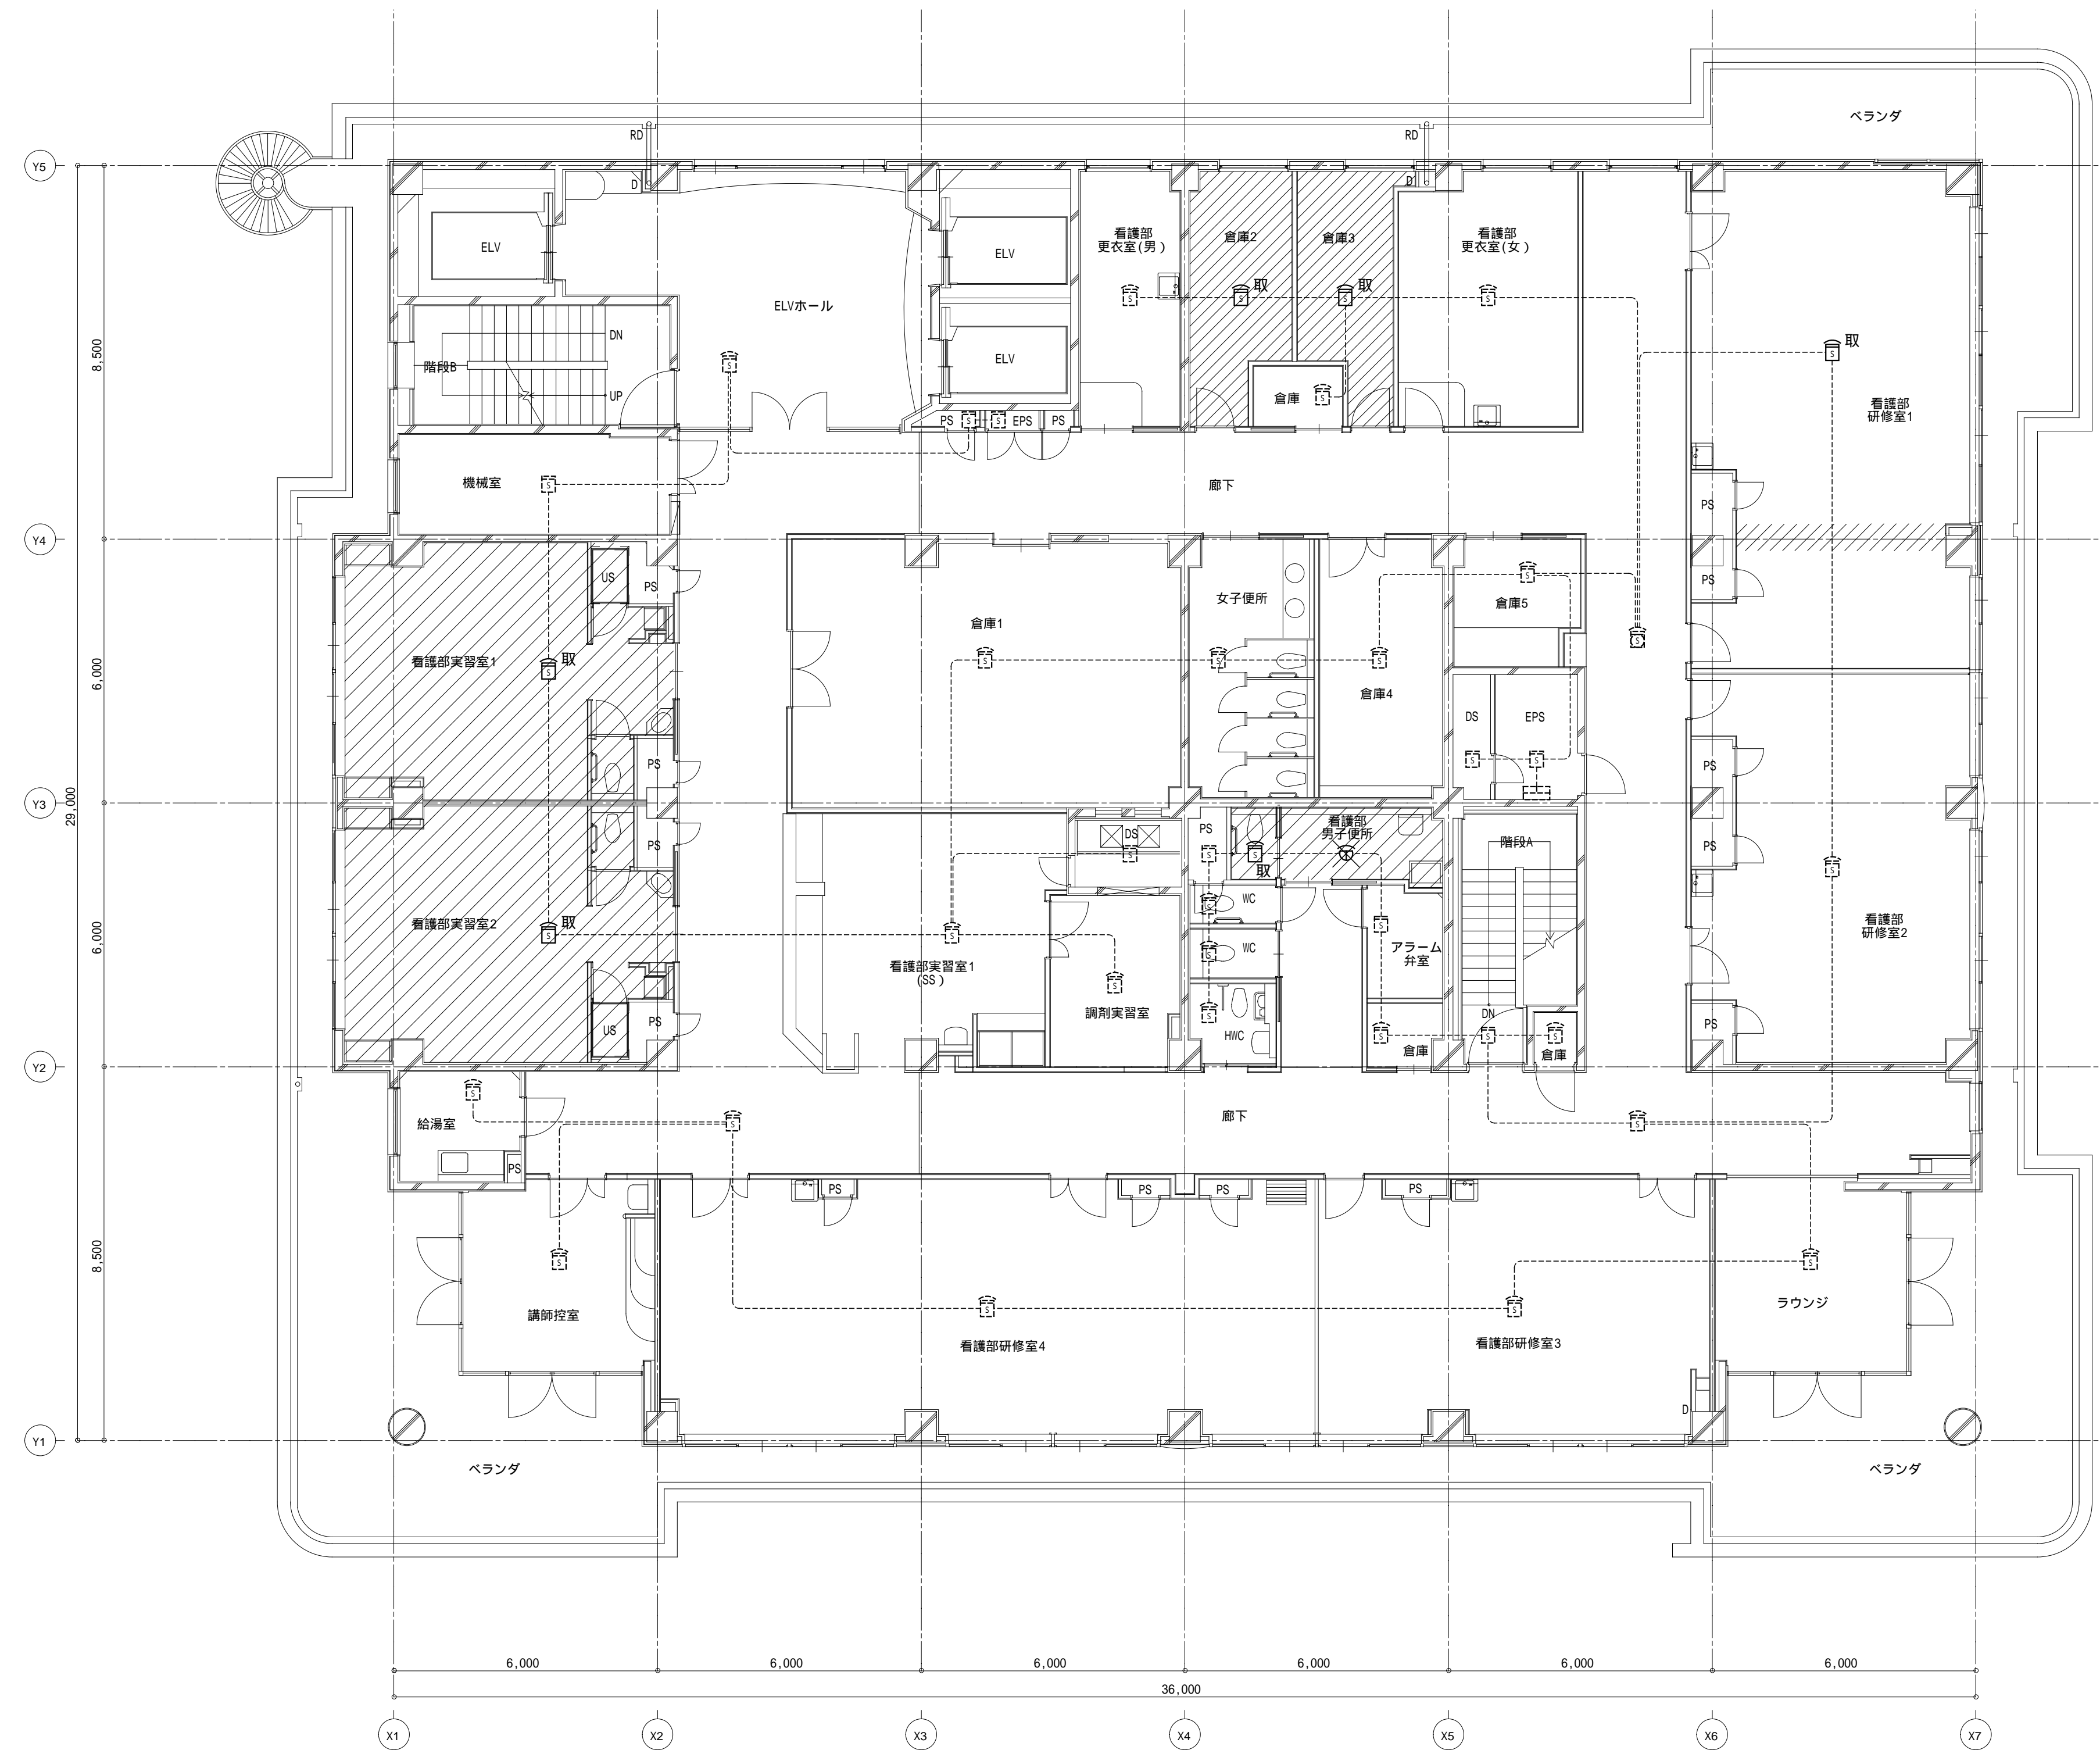 ベランダ
RD
RD
Y5
D
D
ELV
ELV
看護部
更衣室(男)
倉庫2
倉庫3
看護部
更衣室(女)
S
S
取
S
取
S
ELVホール
DN
8,500
階段B
UP
S
ELV
倉庫
S
S
取
看護部
研修室1
PS
S
S
EPS
PS
機械室
S
廊下
PS
Y4
US
PS
PS
S
倉庫5
女子便所
倉庫1
S
6,000
看護部実習室1
取
S
S
S
S
倉庫4
DS
EPS
PS
PS
S
S
Y3
29,000
DS
PS
看護部
男子便所
階段A
PS
PS
S
S
S
取
S
WC
S
S
看護部実習室2
取
S
S
6,000
WC
S
アラーム
弁室
看護部
研修室2
看護部実習室1
(SS)
S
調剤実習室
S
US
PS
HWC
S
倉庫
DN
S
S
倉庫
PS
Y2
S
給湯室
S
廊下
S
PS
PS
PS
PS
PS
8,500
S
S
講師控室
S
S
ラウンジ
看護部研修室4
看護部研修室3
D
Y1
ベランダ
ベランダ
6,000
6,000
6,000
6,000
6,000
6,000
36,000
X1
X2
X3
X4
X5
X6
X7